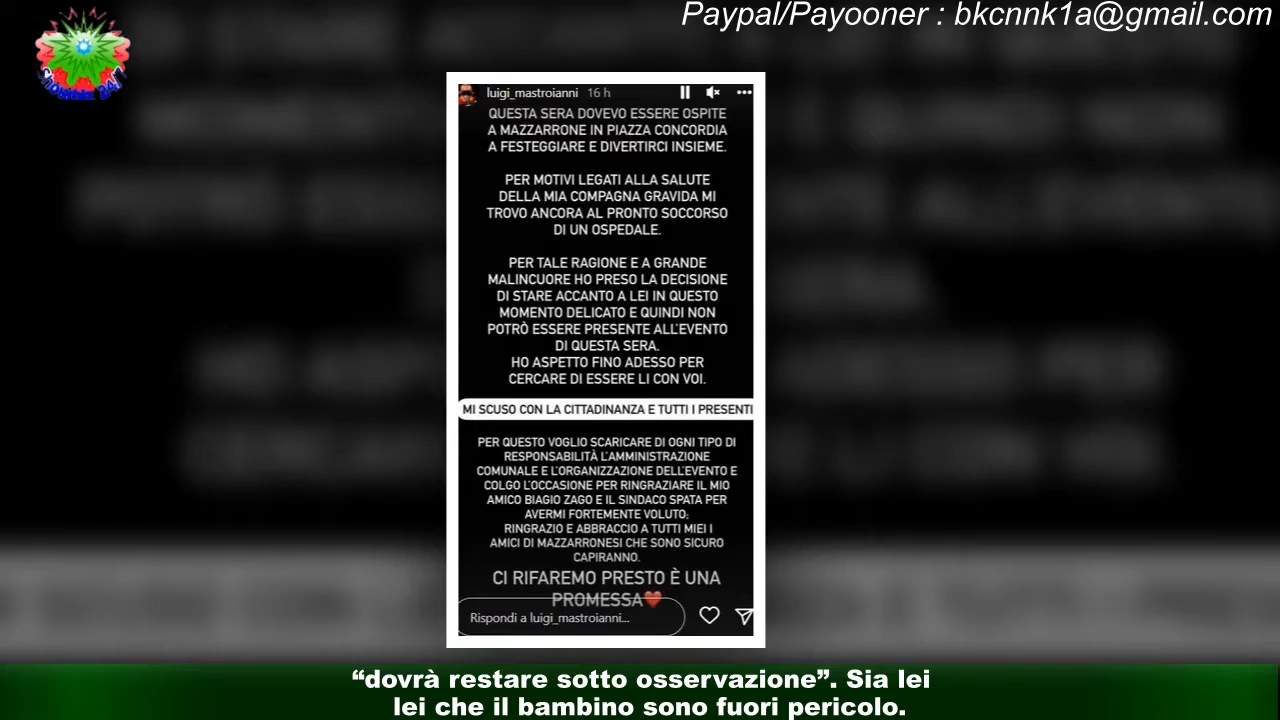 Paypal/Payooner : bkcnnk1a@gmail.com
luigi_mastroianni 16 h
QUESTA SERA DOVEVO ESSERE OSPITE
A MAZZARRONE IN PIAZZA CONCORDIA
A FESTEGGIARE E DIVERTIRCI INSIEME.
PER MOTIVI LEGATI ALLA SALUTE
DELLA MIA COMPAGNA GRAVIDA MI
TROVO ANCORA AL PRONTO SOCCORSO
DI UN OSPEDALE.
PER TALE RAGIONE E A GRANDE
MALINCUORE HO PRESO LA DECISIONE
DI STARE ACCANTO A LEI IN QUESTO
MOMENTO DELICATO E QUINDI NON
POTRÒ ESSERE PRESENTE ALL'EVENTO
DI QUESTA SERA.
HO ASPETTO FINO ADESSO PER
CERCARE DI ESSERE LI CON VOI.
MI SCUSO CON LA CITTADINANZA E TUTTI I PRESENTI
PER QUESTO VOGLIO SCARICARE DI OGNI TIPO DI
RESPONSABILITÀ L'AMMINISTRAZIONE
COMUNALE E L'ORGANIZZAZIONE DELL'EVENTO E
COLGO L'OCCASIONE PER RINGRAZIARE IL MIO
AMICO BIAGIO ZAGO E IL SINDACO SPATA PER
AVERMI FORTEMENTE VOLUTO;
RINGRAZIO E ABBRACCIO A TUTTI MIEI I
AMICI DI MAZZARRONESI CHE SONO SICURO
CAPIRANNO.
CI RIFAREMO PRESTO È UNA
PROMESSA❤️
Rispondi a luigi_mastroianni...
“dovrà restare sotto osservazione”. Sia lei
lei che il bambino sono fuori pericolo.